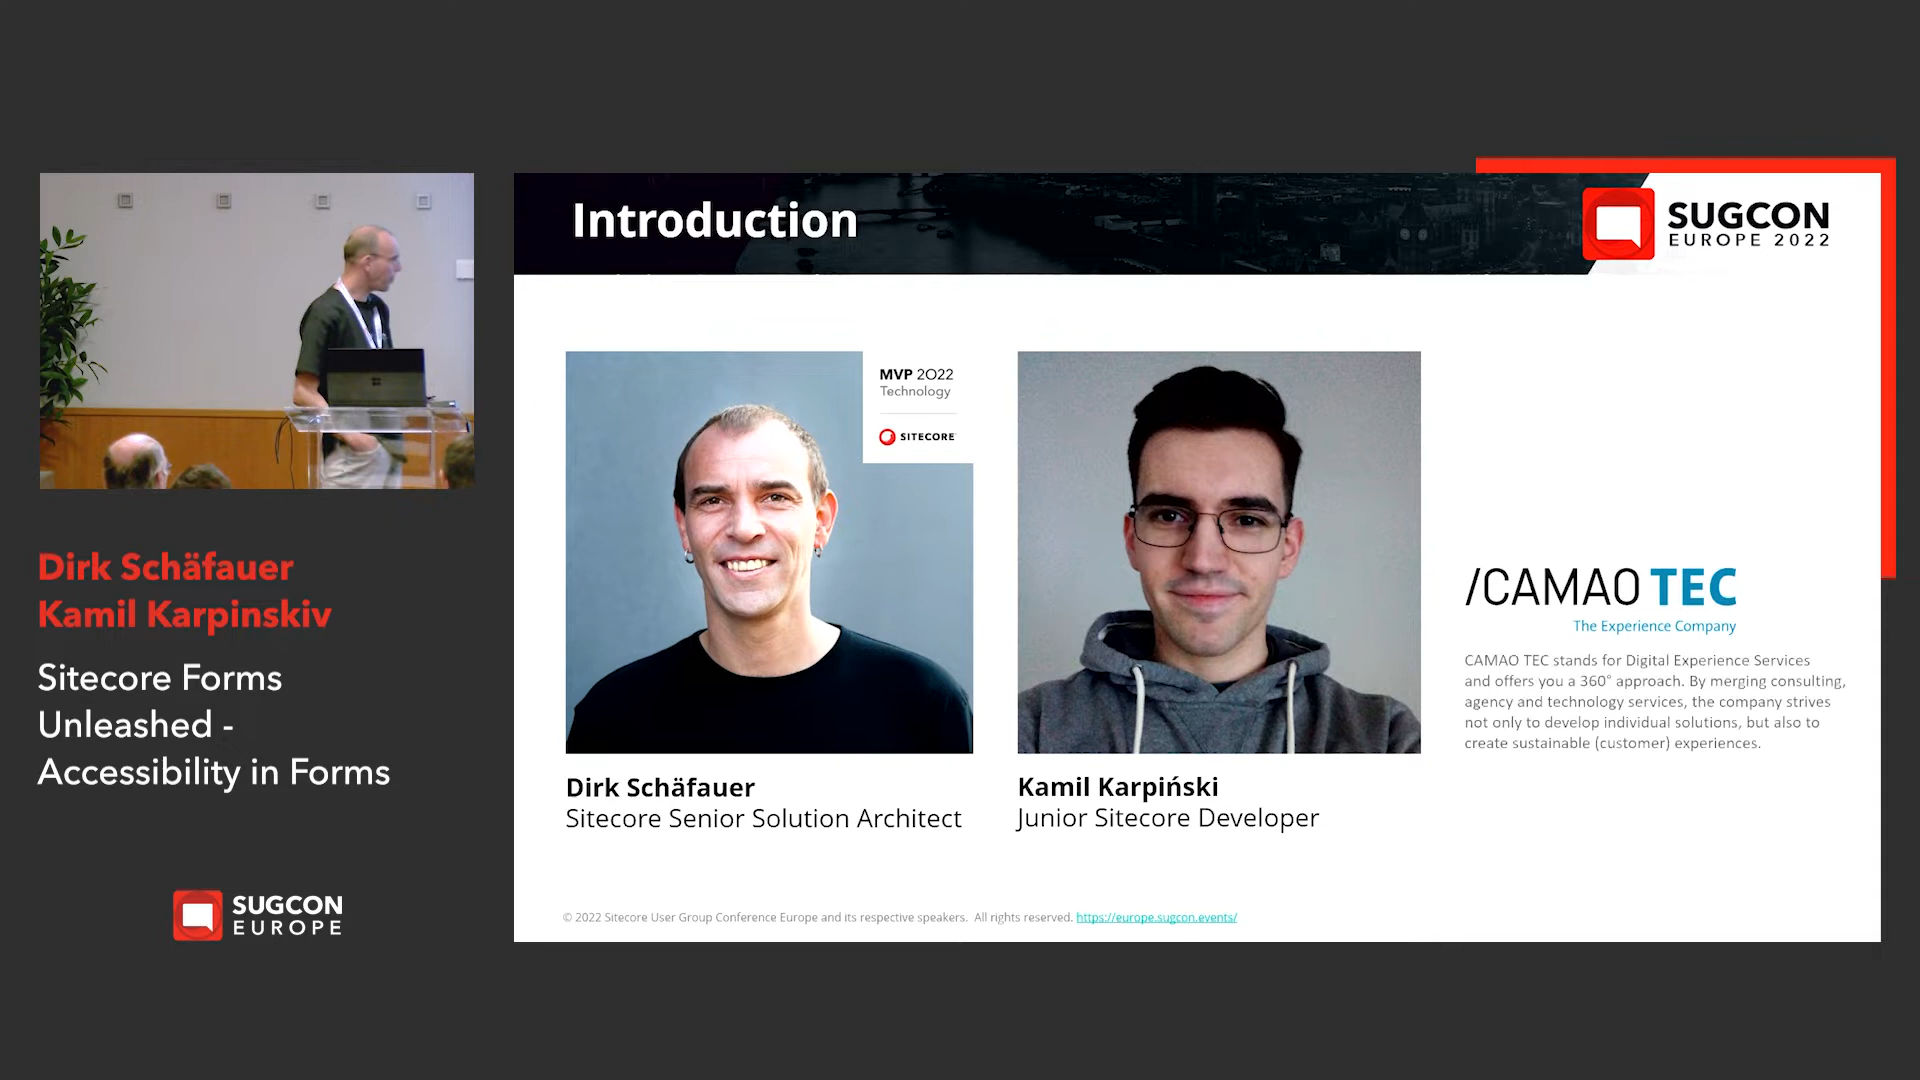 Introduction
SUGCON
EUROPE 2022
MVP 2022
Technology
SITECORE
Dirk Schäfauer
Kamil Karpinskiv
Sitecore Forms
Unleashed -
Accessibility in Forms
SUGCON
EUROPE
Dirk Schäfauer
Sitecore Senior Solution Architect
Kamil Karpiński
Junior Sitecore Developer
/CAMAO TEC
The Experience Company
CAMAO TEC stands for Digital Experience Services
and offers you a 360° approach. By merging consulting,
agency and technology services, the company strives
not only to develop individual solutions, but also to
create sustainable (customer) experiences.
© 2022 Sitecore User Group Conference Europe and its respective speakers. All rights reserved. https://europe.sugcon.events/